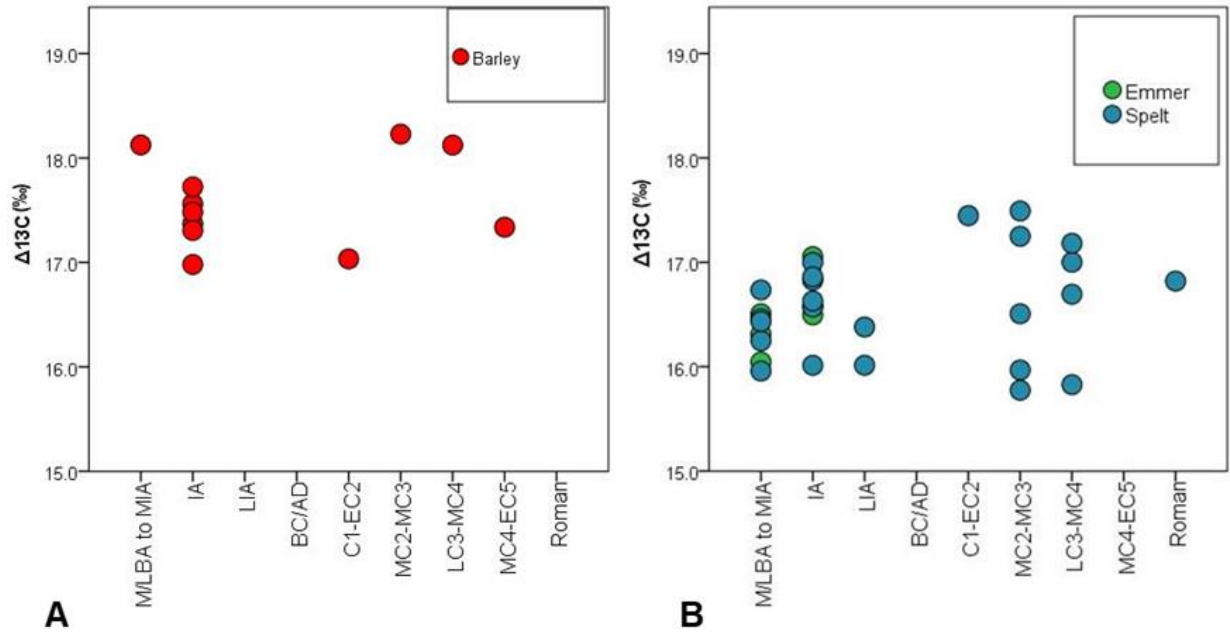 Δ13C (‰)
19.0
18.0
17.0
16.0
15.0
Barley
M/LBA to MIA
IA
LIA
BC/AD
C1-EC2
MC2-MC3
LC3-MC4
MC4-EC5
Roman
A
Δ13C (‰)
19.0
18.0
17.0
16.0
15.0
Emmer
Spelt
M/LBA to MIA
IA
LIA
BC/AD
C1-EC2
MC2-MC3
LC3-MC4
MC4-EC5
Roman
B